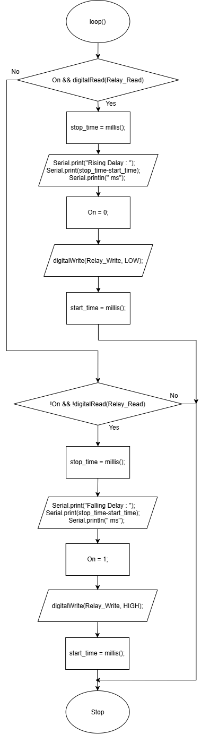 loop()
No
On && digitalRead(Relay_Read)
Yes
stop_time = millis();
Serial.print("Rising Delay : ");
Serial.print(stop_time-start_time);
Serial.println(" ms");
On = 0;
digitalWrite(Relay_Write, LOW);
start_time = millis();
No
!On && !digitalRead(Relay_Read)
Yes
stop_time = millis();
Serial.print("Falling Delay : ");
Serial.print(stop_time-start_time);
Serial.println(" ms");
On = 1;
digitalWrite(Relay_Write, HIGH);
start_time = millis();
Stop